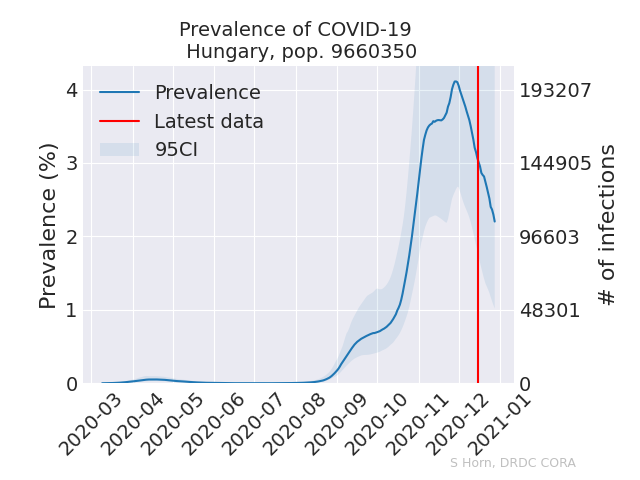 Prevalence of COVID-19
Hungary, pop. 9660350
Prevalence
Latest data
95CI
Prevalence (%)
4
3
2
1
0
193207
144905
96603
48301
0
# of infections
2020-03
2020-04
2020-05
2020-06
2020-07
2020-08
2020-09
2020-10
2020-11
2020-12
2021-01
S Horn, DRDC CORA